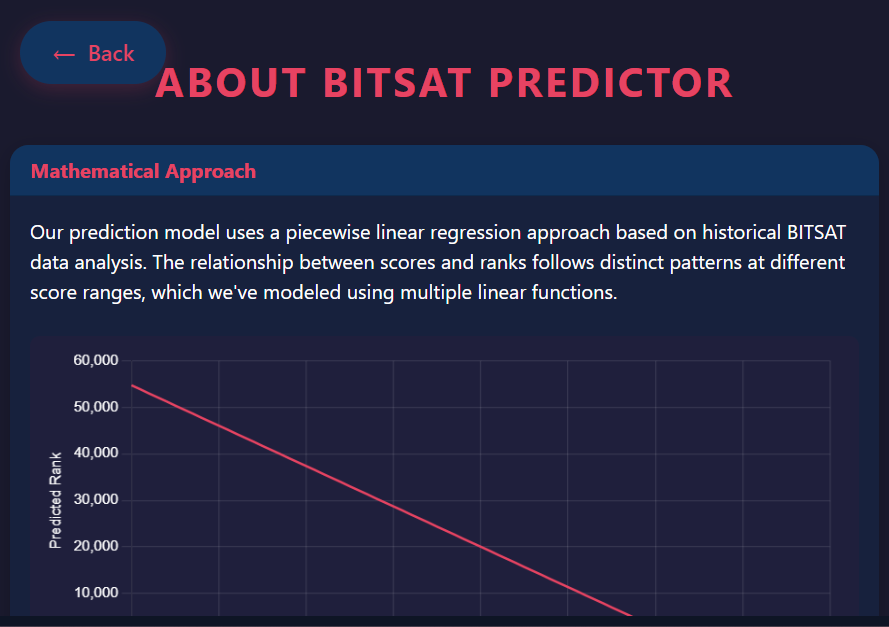 ← Back
ABOUT BITSAT PREDICTOR
Mathematical Approach
Our prediction model uses a piecewise linear regression approach based on historical BITSAT
data analysis. The relationship between scores and ranks follows distinct patterns at different
score ranges, which we've modeled using multiple linear functions.
60,000
50,000
40,000
30,000
20,000
10,000
Predicted Rank